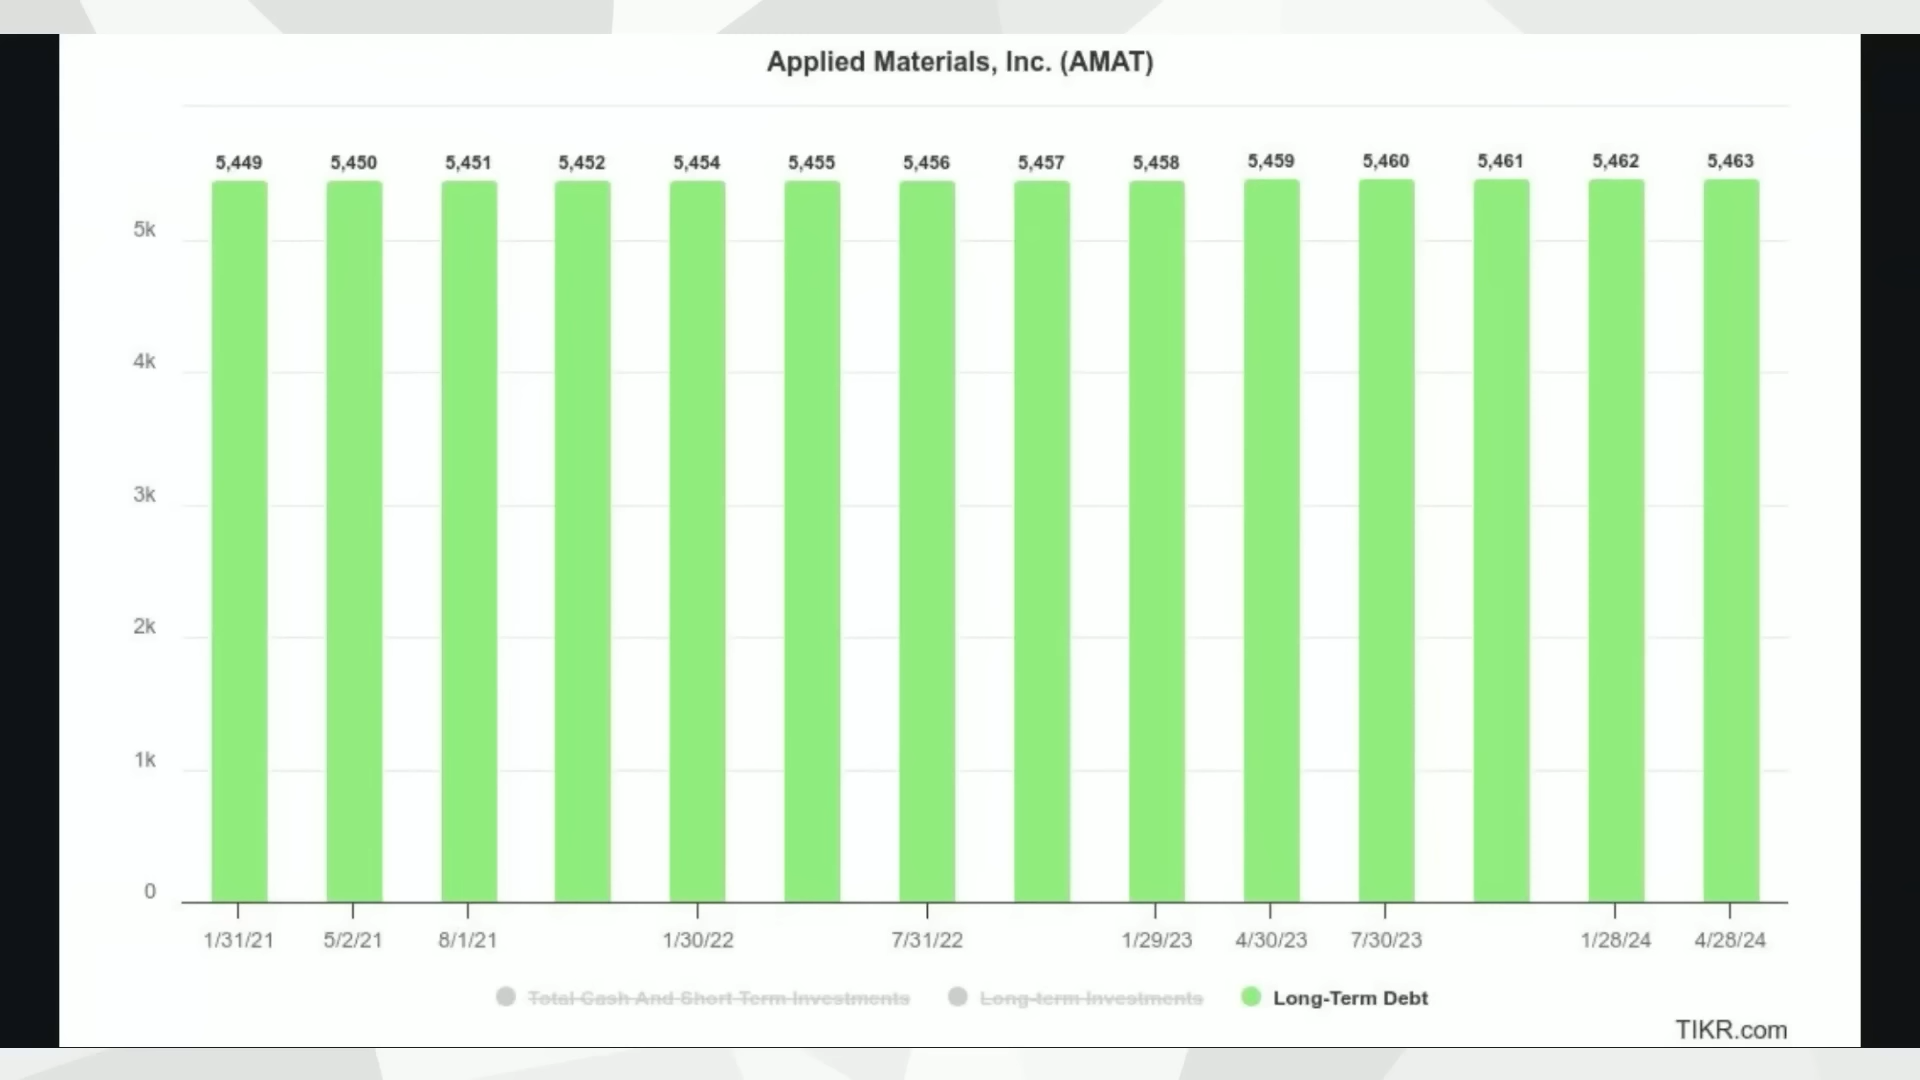 Applied Materials, Inc. (AMAT)
5,449 5,450 5,451 5,452 5,454 5,455 5,456 5,457 5,458 5,459 5,460 5,461 5,462 5,463
5k
4k
3k
2k
1k
0
1/31/21 5/2/21 8/1/21 1/30/22 7/31/22 1/29/23 4/30/23 7/30/23 1/28/24 4/28/24
Total Cash And Short Term Investments Long-term Investments Long-Term Debt
TIKR.com